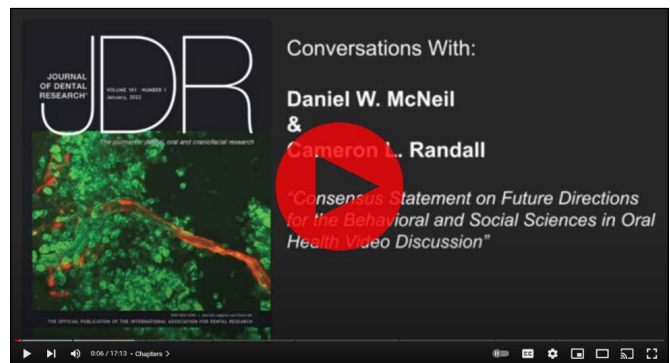 JDR
JOURNAL
OF DENTAL
RESEARCH
VOLUME 101 NUMBER 1
January, 2022
The journal for dental, oral and craniofacial research
THE OFFICIAL PUBLICATION OF THE INTERNATIONAL ASSOCIATION FOR DENTAL RESEARCH
Conversations With:
Daniel W. McNeil
&
Cameron L. Randall
“Consensus Statement on Future Directions
for the Behavioral and Social Sciences in Oral
Health Video Discussion”
0:06 / 17:13 • Chapters >
CC